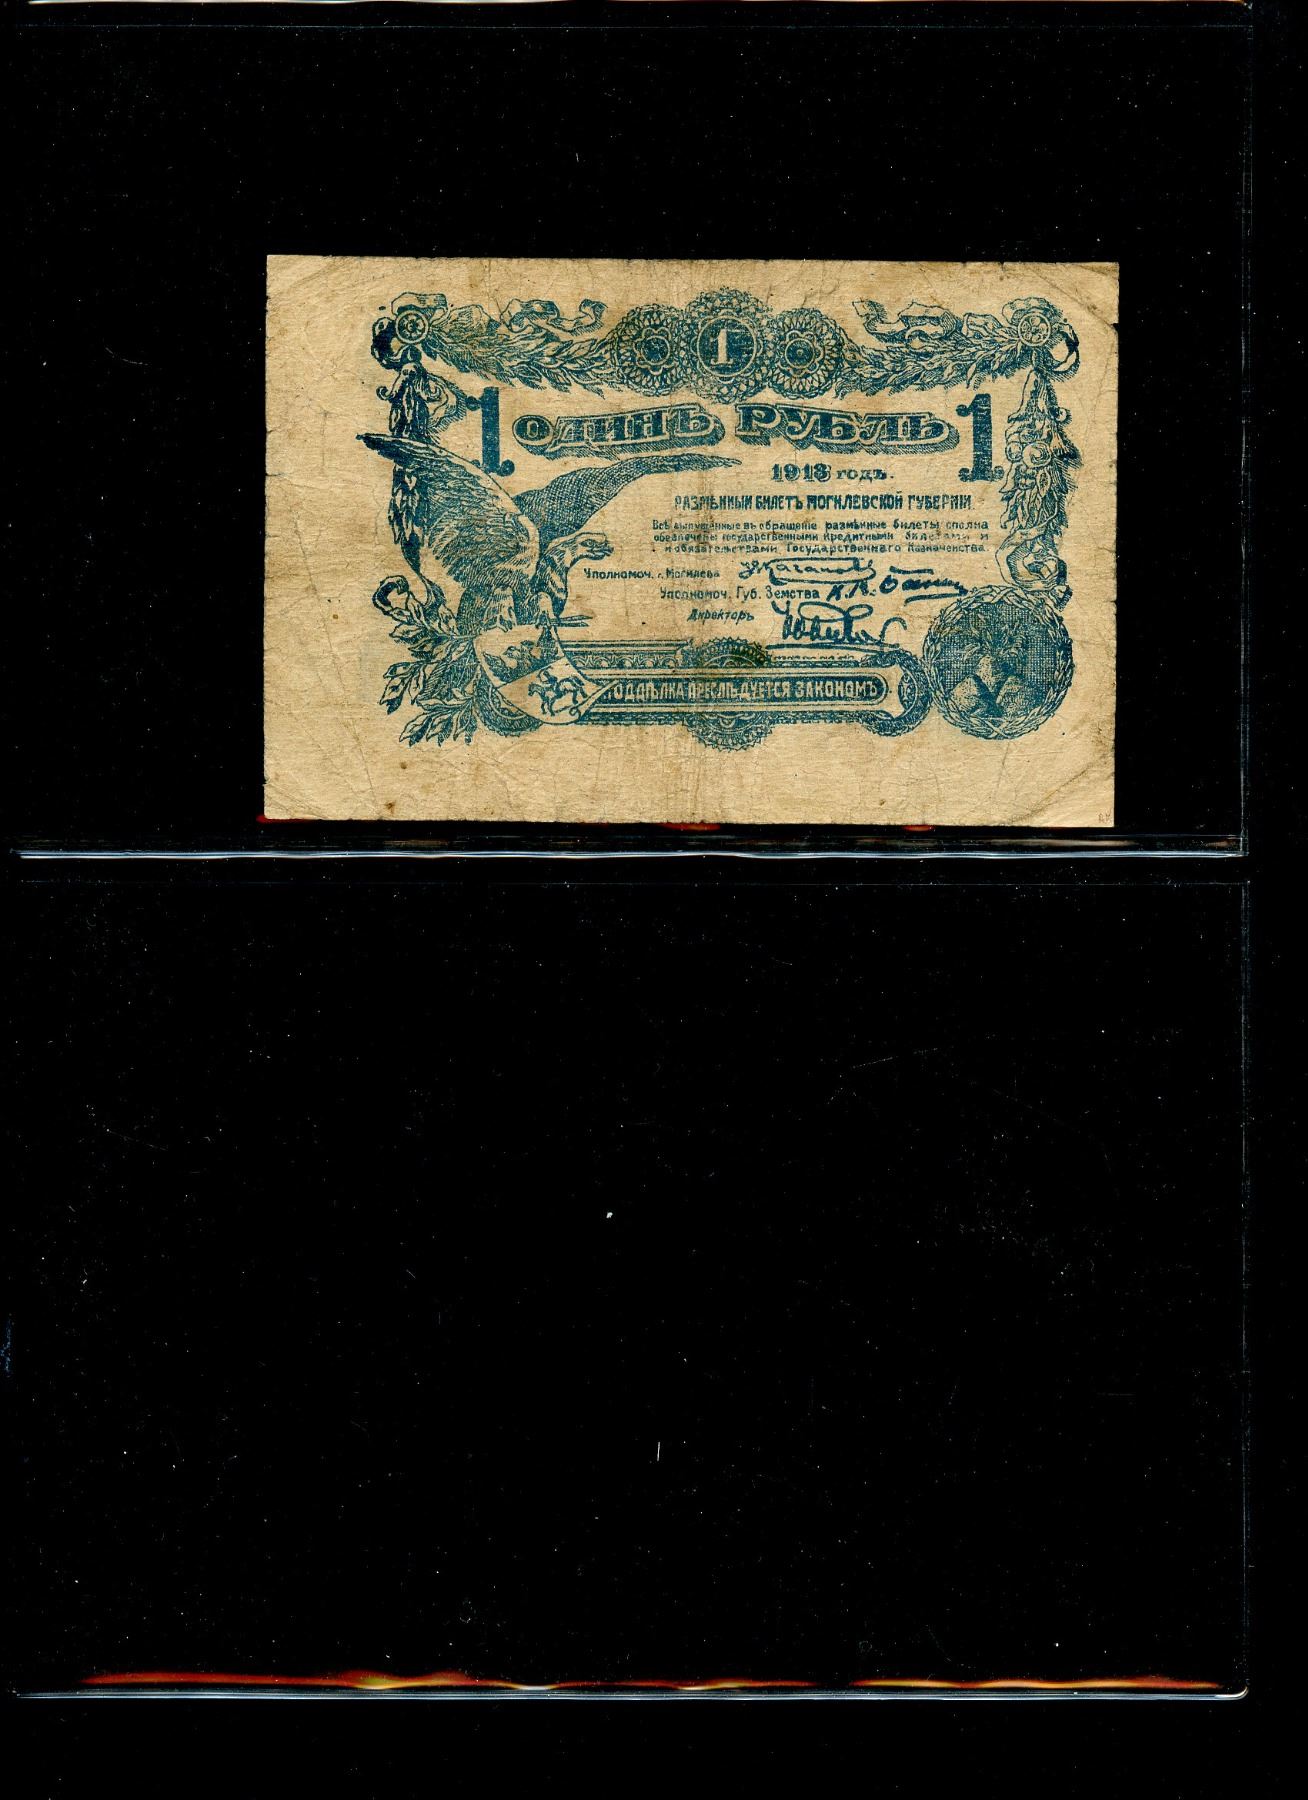 1
1 ОДИНЪ РУБЛЬ 1
1918 годъ.
РАЗМѢННЫЙ БИЛЕТЪ МОГИЛЕВСКОЙ ГУБЕРНІИ
Всѣ выпущенные въ обращеніе размѣнные билеты сполна
обезпечены государственными Кредитными билетами и
и обязательствами Государственнаго Казначейства.
Уполномоч. г. Могилева
Уполномоч. Губ. Земства
Директоръ
ПОДДѢЛКА ПРЕСЛѢДУЕТСЯ ЗАКОНОМЪ